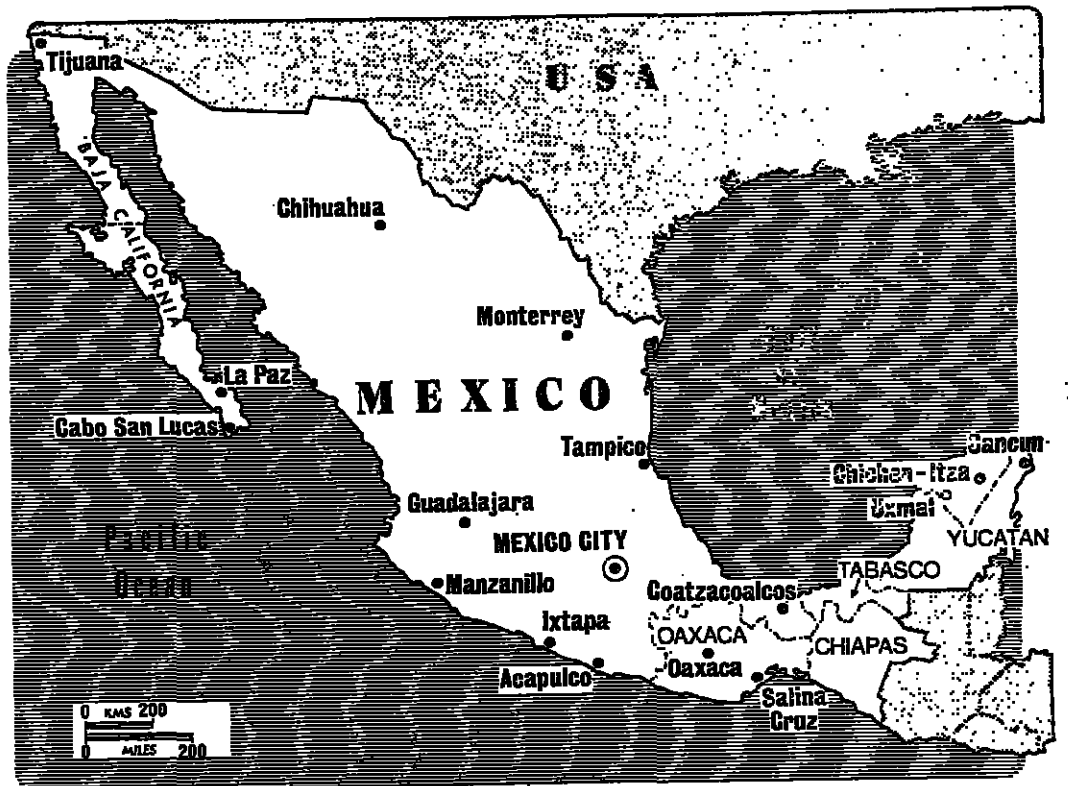 USA
Tijuana
BAJA CALIFORNIA
Chihuahua
Monterrey
La Paz
MEXICO
Cabo San Lucas
Tampico
Cancun
Chichen-Itza
Uxmal
Guadalajara
YUCATAN
Pacific
Ocean
MEXICO CITY
TABASCO
Manzanillo
Coatzacoalcos
Ixtapa
OAXACA
CHIAPAS
Oaxaca
Acapulco
Salina
Cruz
0 KMS 200
0 MILES 200